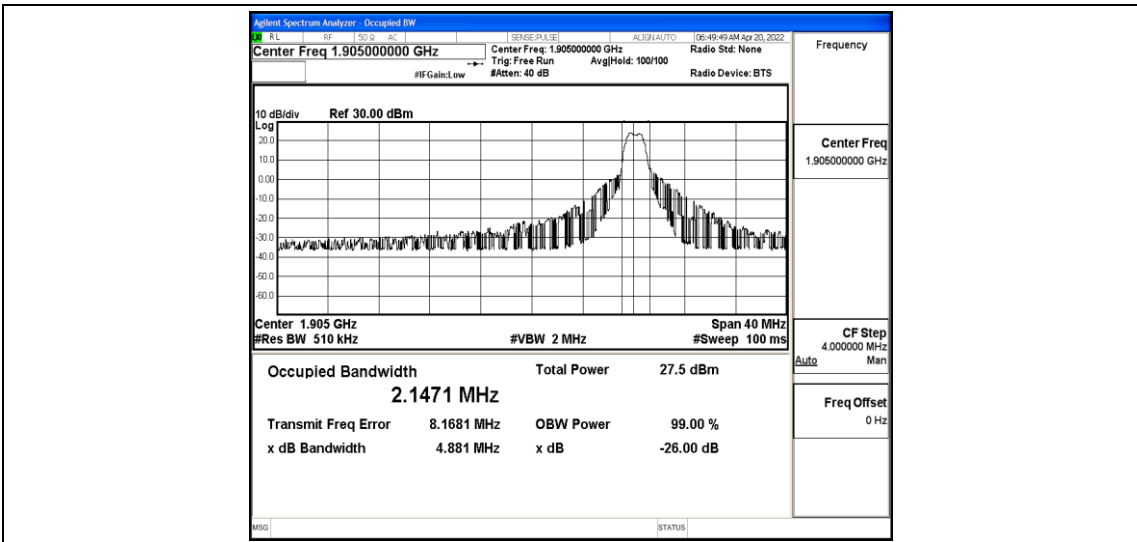 Agilent Spectrum Analyzer - Occupied BW
LXI RL RF 50 Ω AC SENSE:PULSE ALIGNAUTO 06:49:49 AM Apr 20, 2022
Center Freq 1.905000000 GHz Center Freq: 1.905000000 GHz Radio Std: None
Trig: Free Run Avg|Hold: 100/100
#IFGain:Low #Atten: 40 dB Radio Device: BTS
Frequency
10 dB/div Ref 30.00 dBm
Log
20.0
10.0
0.00
-10.0
-20.0
-30.0
-40.0
-50.0
-60.0
Center Freq
1.905000000 GHz
Center 1.905 GHz Span 40 MHz
#Res BW 510 kHz #VBW 2 MHz #Sweep 100 ms
CF Step
4.000000 MHz
Auto Man
Occupied Bandwidth Total Power 27.5 dBm
2.1471 MHz
Transmit Freq Error 8.1681 MHz OBW Power 99.00 %
x dB Bandwidth 4.881 MHz x dB -26.00 dB
Freq Offset
0 Hz
MSG STATUS